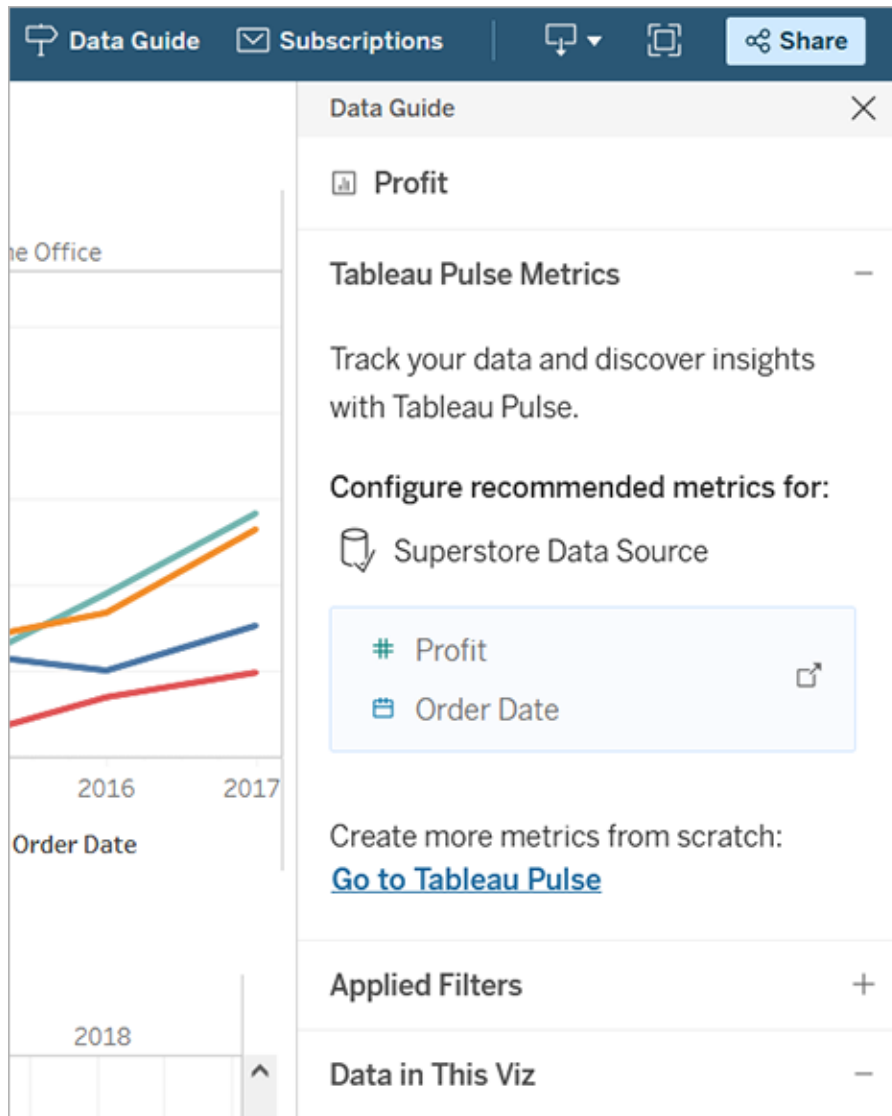 Data Guide
Subscriptions
Share
Data Guide
Profit
Office
Tableau Pulse Metrics
Track your data and discover insights
with Tableau Pulse.
Configure recommended metrics for:
Superstore Data Source
Profit
Order Date
2016
2017
Order Date
Create more metrics from scratch:
Go to Tableau Pulse
Applied Filters
2018
Data in This Viz